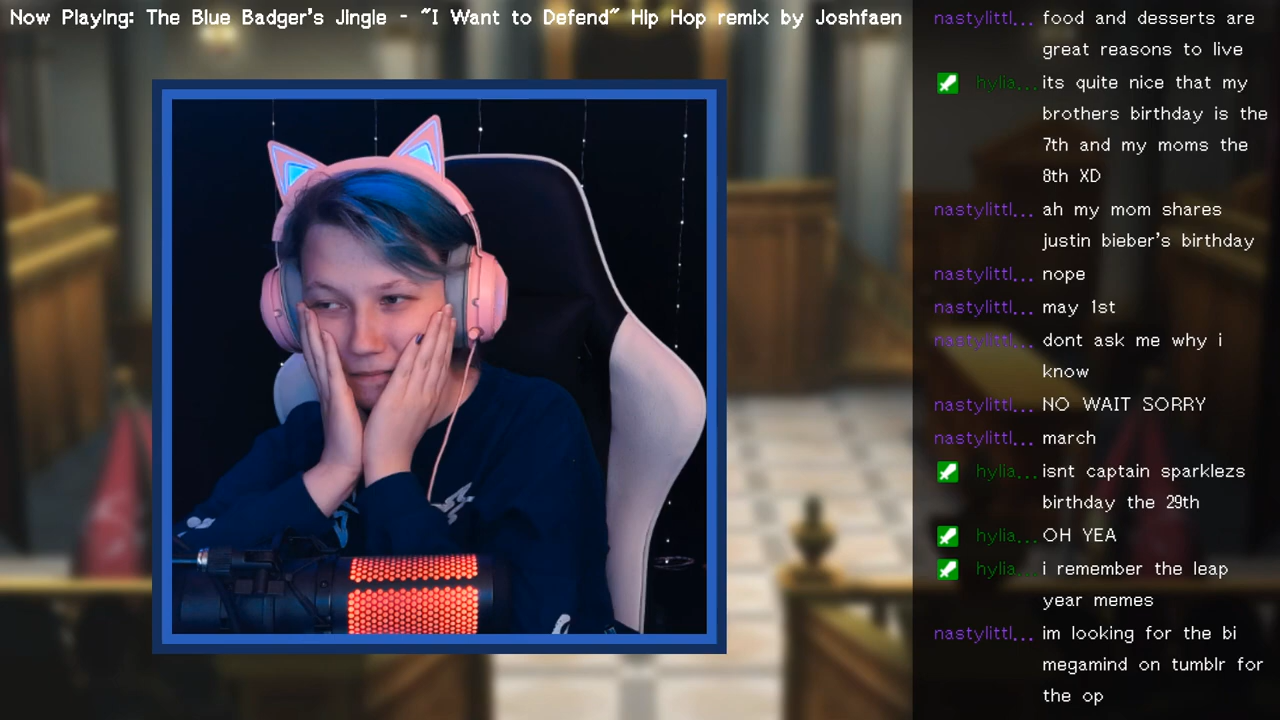 Now Playing: The Blue Badger's Jingle - "I Want to Defend" Hip Hop remix by Joshfaen
nastylittl... food and desserts are
great reasons to live
hylia... its quite nice that my
brothers birthday is the
7th and my moms the
8th XD
nastylittl... ah my mom shares
justin bieber's birthday
nastylittl... nope
nastylittl... may 1st
nastylittl... dont ask me why i
know
nastylittl... NO WAIT SORRY
nastylittl... march
hylia... isnt captain sparklezs
birthday the 29th
hylia... OH YEA
hylia... i remember the leap
year memes
nastylittl... im looking for the bi
megamind on tumblr for
the op